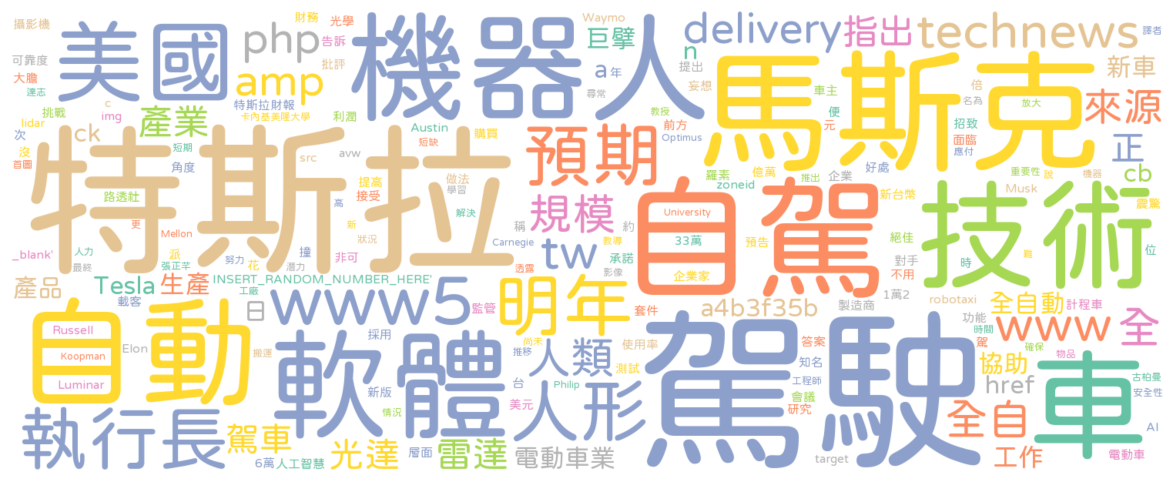 攝影機
美國
財務
光學
php
告訴
批評
機器人
Waymo
巨擘
n
delivery
指出
technews
譯者
可靠度
大膽
達志
amp
a
年
提出
妄想
馬斯克
新車
倍
名為
教授
放大
來源
挑戰
lidar
次
沒
首圖
c
img
產業
短期
角度
ck
特斯拉財報
卡內基美隆大學
利潤
src
avw
尋常
Austin
短缺
購買
預期
前方
Optimus
車主
便
元
招致
面臨
應付
正
特斯拉
做法
學習
提高
接受
路透社
好處
羅素
億萬
zoneid
推出
企業
重要性
說
機器
cb
震驚
自駕
University
33萬
企業家
新台幣
Musk
預告
絕佳
對手
不用
時
技術
位
規模
稱
約
tw
承諾
影像
教導
解決
高
新
更
Mellon
狀況
Carnegie
_blank'
人力
最終
派
張正芊
努力
花
潛力
撞
非可
透露
INSERT_RANDOM_NUMBER_HERE'
工廠
產品
Tesla
載客
生產
日
www5
監管
明年
套件
a4b3f35b
製造商
1萬2
robotaxi
全自動
計程車
功能
時間
駕
www
全
確保
物品
自動
Russell
Koopman
Luminar
Elon
搬運
採用
新版
情況
軟體
尚未
推移
人類
台
Philip
美元
使用率
測試
駕駛
答案
知名
工程師
會議
研究
target
協助
href
車
古柏曼
安全性
AI
電動車
執行長
駕車
6萬
人工智慧
光達
層面
雷達
人形
電動車業
全自
工作